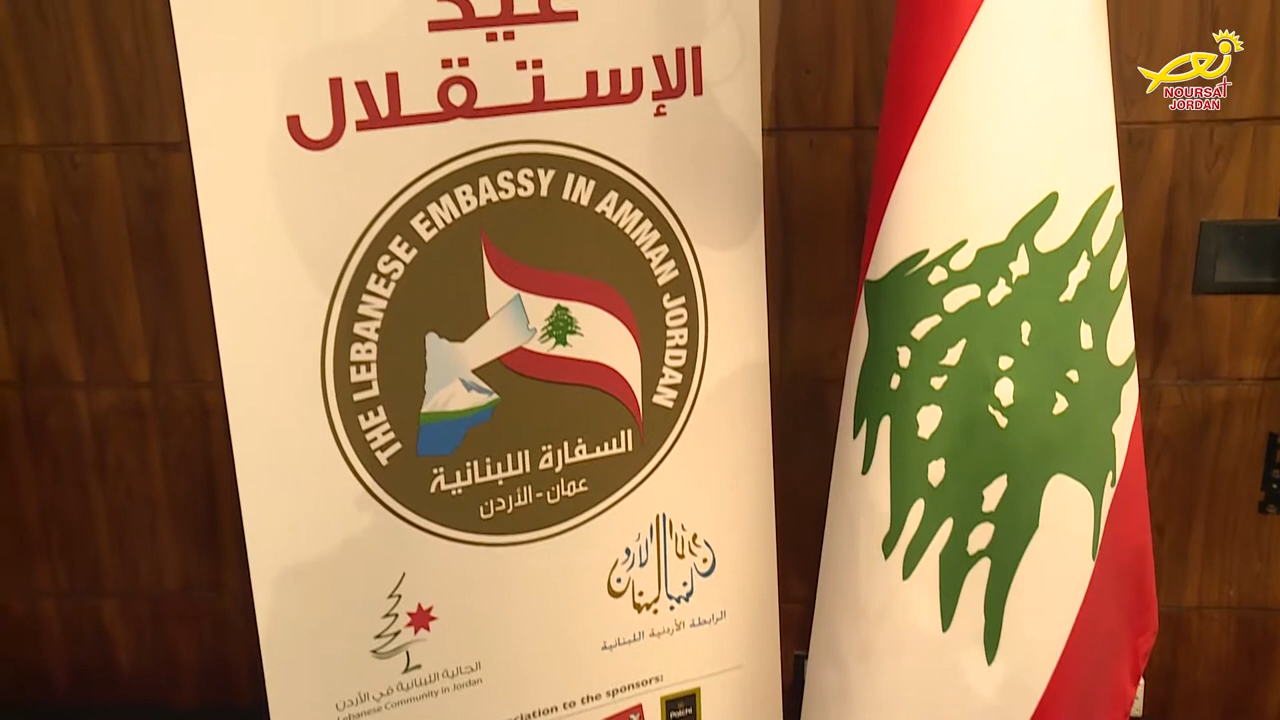 عيد
الإستقلال
THE LEBANESE EMBASSY IN AMMAN JORDAN
السفارة اللبنانية
عمان - الأردن
الرابطة الأردنية اللبنانية
الجالية اللبنانية في الأردن
Lebanese Community in Jordan
to the sponsors:
Patchi
NOURSAT
JORDAN